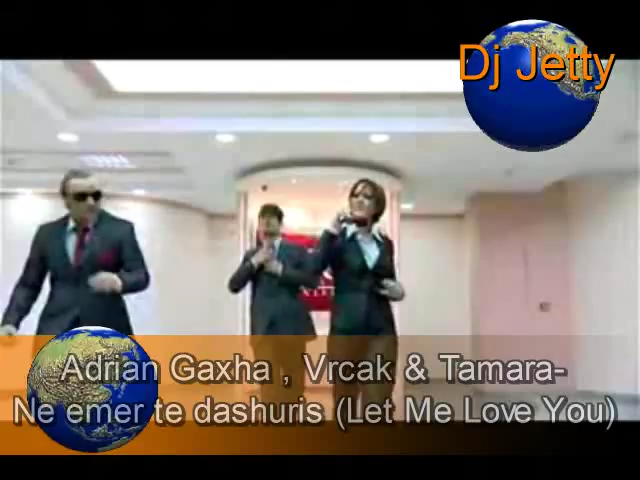 Dj Jetty
Adrian Gaxha , Vrcak & Tamara-
Ne emer te dashuris (Let Me Love You)